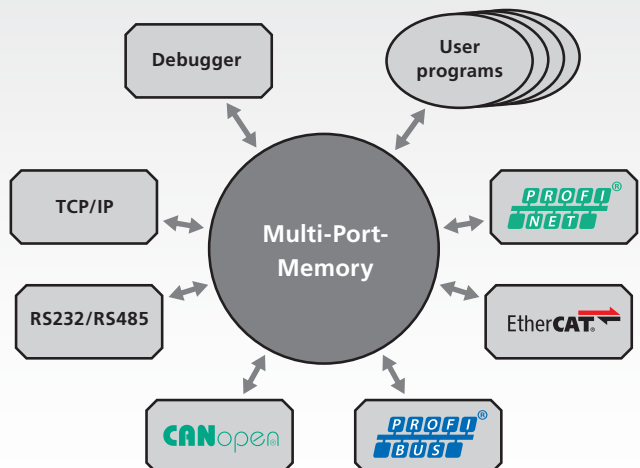 Debugger
User
programs
TCP/IP
PROFI®
NET
Multi-Port-
Memory
RS232/RS485
EtherCAT®
CANopen®
PROFI®
BUS